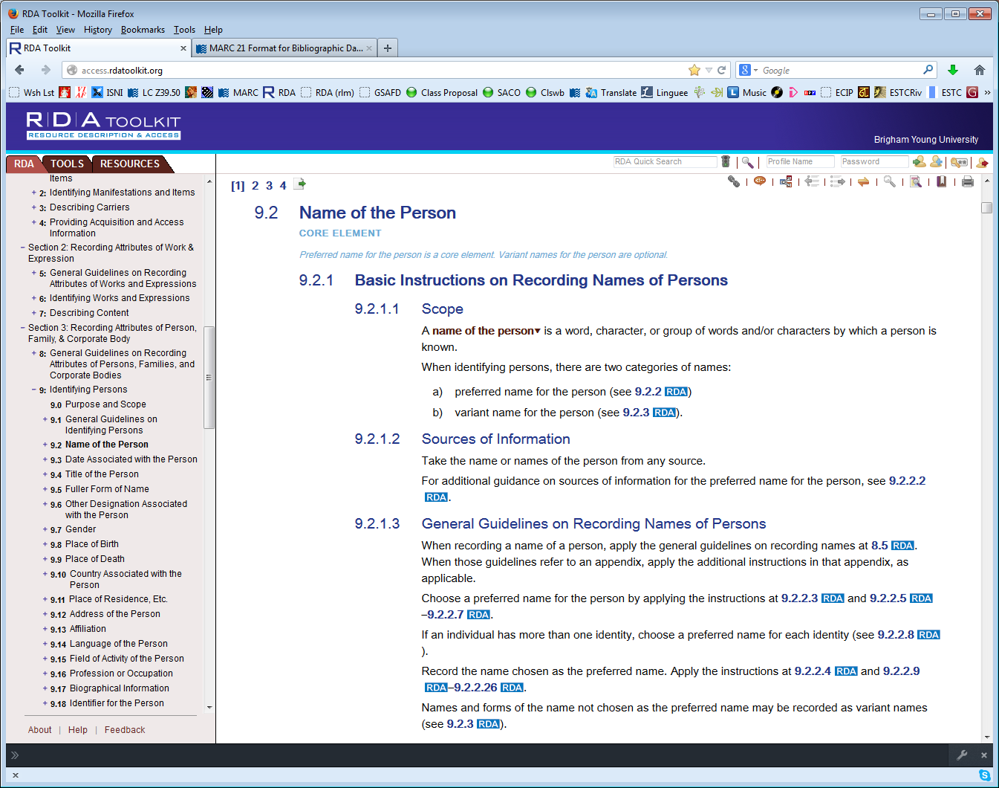 RDA Toolkit - Mozilla Firefox
File Edit View History Bookmarks Tools Help
RDA Toolkit × MARC 21 Format for Bibliographic Da... × +
access.rdatoolkit.org Google
Wsh Lst ISNI LC Z39.50 MARC RDA RDA (rlm) GSAFD Class Proposal SACO Clswb Translate Linguee Music ECIP ESTCRiv ESTC »
R|D|A TOOLKIT
RESOURCE DESCRIPTION & ACCESS
Brigham Young University
RDA TOOLS RESOURCES
RDA Quick Search Profile Name Password
Items
+ 2: Identifying Manifestations and Items
+ 3: Describing Carriers
+ 4: Providing Acquisition and Access
Information
− Section 2: Recording Attributes of Work &
Expression
+ 5: General Guidelines on Recording
Attributes of Works and Expressions
+ 6: Identifying Works and Expressions
+ 7: Describing Content
− Section 3: Recording Attributes of Person,
Family, & Corporate Body
+ 8: General Guidelines on Recording
Attributes of Persons, Families, and
Corporate Bodies
− 9: Identifying Persons
9.0 Purpose and Scope
+ 9.1 General Guidelines on
Identifying Persons
+ 9.2 Name of the Person
+ 9.3 Date Associated with the Person
+ 9.4 Title of the Person
+ 9.5 Fuller Form of Name
+ 9.6 Other Designation Associated
with the Person
+ 9.7 Gender
+ 9.8 Place of Birth
+ 9.9 Place of Death
+ 9.10 Country Associated with the
Person
+ 9.11 Place of Residence, Etc.
+ 9.12 Address of the Person
+ 9.13 Affiliation
+ 9.14 Language of the Person
+ 9.15 Field of Activity of the Person
+ 9.16 Profession or Occupation
+ 9.17 Biographical Information
+ 9.18 Identifier for the Person
About | Help | Feedback
[1] 2 3 4
9.2 Name of the Person
CORE ELEMENT
Preferred name for the person is a core element. Variant names for the person are optional.
9.2.1 Basic Instructions on Recording Names of Persons
9.2.1.1 Scope
A name of the person▼ is a word, character, or group of words and/or characters by which a person is
known.
When identifying persons, there are two categories of names:
a) preferred name for the person (see 9.2.2 RDA)
b) variant name for the person (see 9.2.3 RDA).
9.2.1.2 Sources of Information
Take the name or names of the person from any source.
For additional guidance on sources of information for the preferred name for the person, see 9.2.2.2
RDA.
9.2.1.3 General Guidelines on Recording Names of Persons
When recording a name of a person, apply the general guidelines on recording names at 8.5 RDA.
When those guidelines refer to an appendix, apply the additional instructions in that appendix, as
applicable.
Choose a preferred name for the person by applying the instructions at 9.2.2.3 RDA and 9.2.2.5 RDA
–9.2.2.7 RDA.
If an individual has more than one identity, choose a preferred name for each identity (see 9.2.2.8 RDA
).
Record the name chosen as the preferred name. Apply the instructions at 9.2.2.4 RDA and 9.2.2.9
RDA–9.2.2.26 RDA.
Names and forms of the name not chosen as the preferred name may be recorded as variant names
(see 9.2.3 RDA).